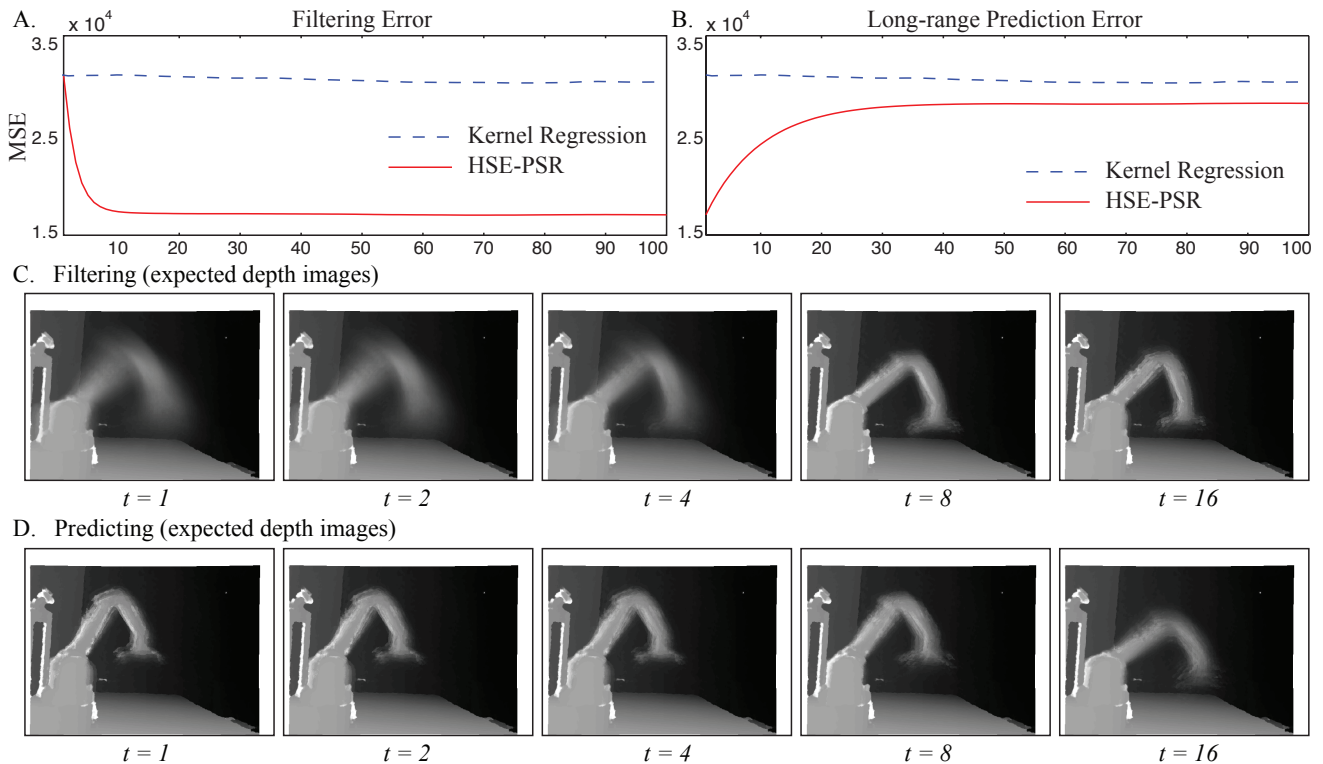 A. Filtering Error
x 10^4
3.5
2.5
1.5
MSE
Kernel Regression
HSE-PSR
10 20 30 40 50 60 70 80 90 100
B. Long-range Prediction Error
x 10^4
3.5
2.5
1.5
Kernel Regression
HSE-PSR
10 20 30 40 50 60 70 80 90 100
C. Filtering (expected depth images)
t = 1 t = 2 t = 4 t = 8 t = 16
D. Predicting (expected depth images)
t = 1 t = 2 t = 4 t = 8 t = 16